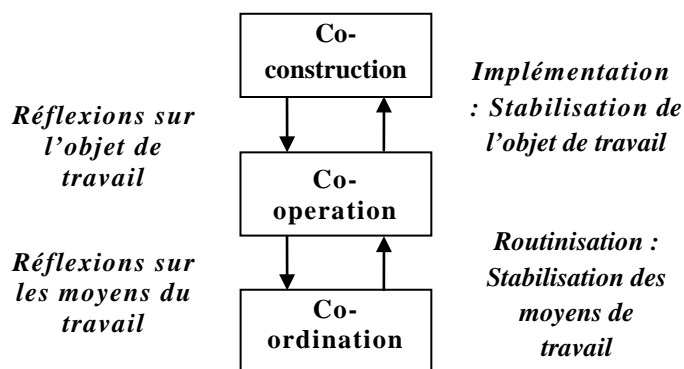 Co-
construction
Implémentation
: Stabilisation de
l’objet de travail
Réflexions sur
l’objet de
travail
Co-
operation
Réflexions sur
les moyens du
travail
Routinisation :
Stabilisation des
moyens de
travail
Co-
ordination